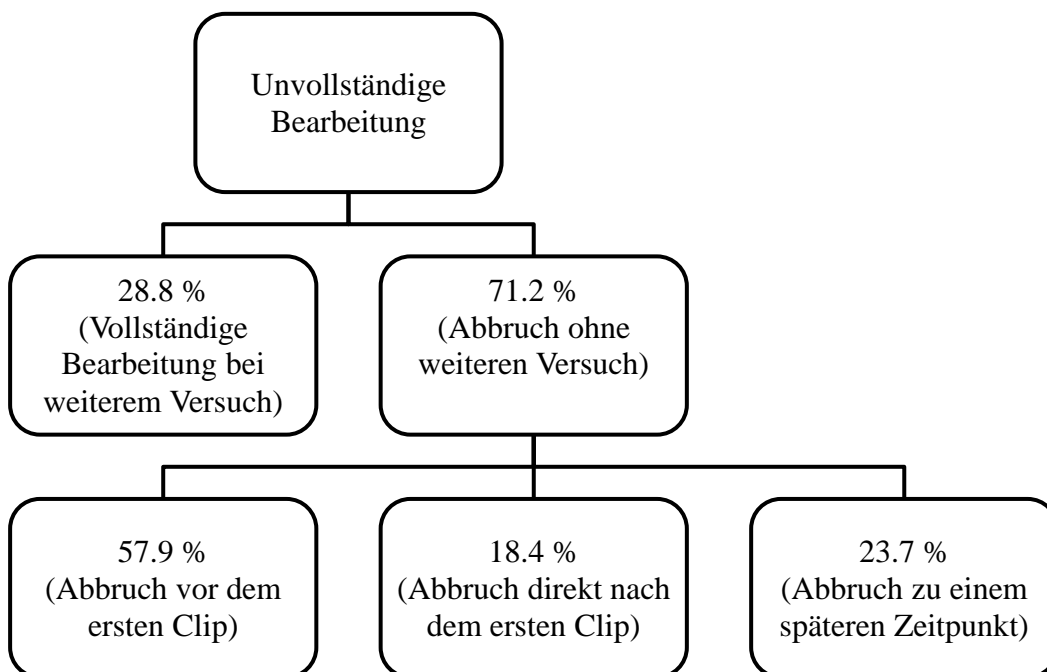 Unvollständige
Bearbeitung
28.8 %
(Vollständige
Bearbeitung bei
weiterem Versuch)
71.2 %
(Abbruch ohne
weiteren Versuch)
57.9 %
(Abbruch vor dem
ersten Clip)
18.4 %
(Abbruch direkt nach
dem ersten Clip)
23.7 %
(Abbruch zu einem
späteren Zeitpunkt)